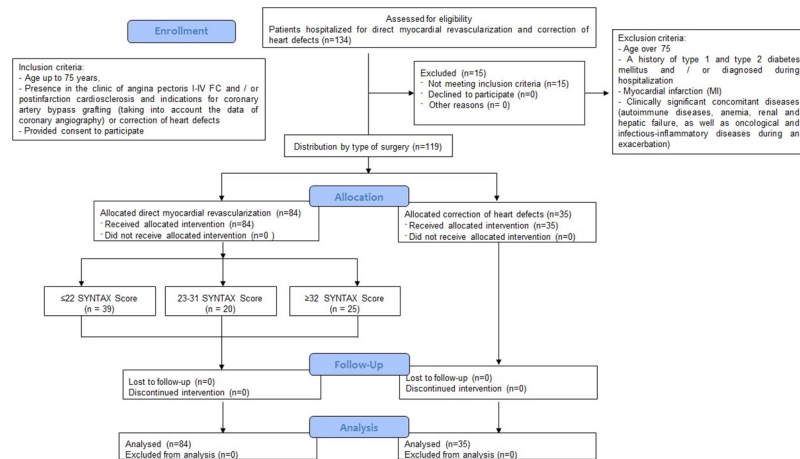 Enrollment
Assessed for eligibility
Patients hospitalized for direct myocardial revascularization and correction of
heart defects (n=134)
Inclusion criteria:
- Age up to 75 years,
- Presence in the clinic of angina pectoris I-IV FC and / or
postinfarction cardiosclerosis and indications for coronary
artery bypass grafting (taking into account the data of
coronary angiography) or correction of heart defects
- Provided consent to participate
Excluded (n=15)
- Not meeting inclusion criteria (n=15)
- Declined to participate (n=0)
- Other reasons (n= 0)
Exclusion criteria:
- Age over 75
- A history of type 1 and type 2 diabetes
mellitus and / or diagnosed during
hospitalization
- Myocardial infarction (MI)
- Clinically significant concomitant diseases
(autoimmune diseases, anemia, renal and
hepatic failure, as well as oncological and
infectious-inflammatory diseases during an
exacerbation)
Distribution by type of surgery (n=119)
Allocation
Allocated direct myocardial revascularization (n=84)
- Received allocated intervention (n=84)
- Did not receive allocated intervention (n=0 )
Allocated correction of heart defects (n=35)
- Received allocated intervention (n=35)
- Did not receive allocated intervention (n=0)
≤22 SYNTAX Score
(n = 39)
23-31 SYNTAX Score
(n = 20)
≥32 SYNTAX Score
(n = 25)
Follow-Up
Lost to follow-up (n=0)
Discontinued intervention (n=0)
Lost to follow-up (n=0)
Discontinued intervention (n=0)
Analysis
Analysed (n=84)
Excluded from analysis (n=0)
Analysed (n=35)
Excluded from analysis (n=0)